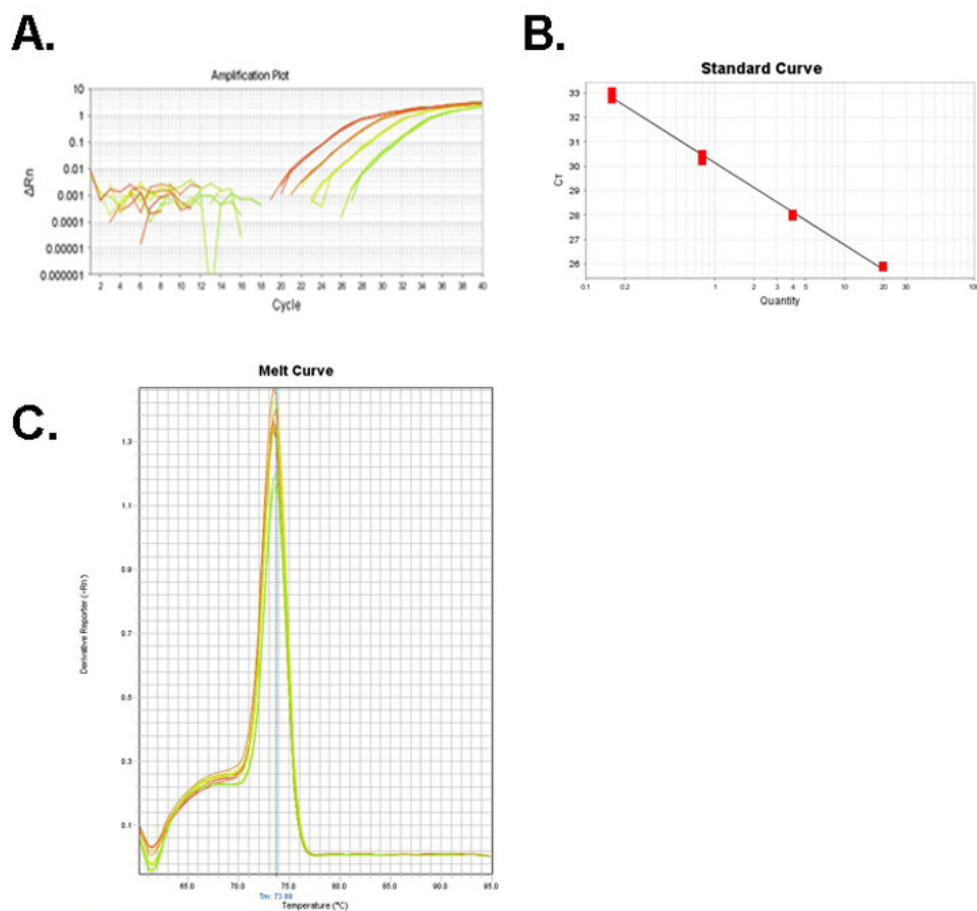 A.
Amplification Plot
10
1
0.1
0.01
0.001
0.0001
0.00001
0.000001
ΔRn
2 4 6 8 10 12 14 16 18 20 22 24 26 28 30 32 34 36 38 40
Cycle
B.
Standard Curve
33
32
31
30
29
28
27
26
CT
0.1 0.2 1 2 3 4 5 10 20 30 100
Quantity
C.
Melt Curve
1.3
1.1
0.9
0.7
0.5
0.3
0.1
Derivative Reporter (-Rn)
65.0 70.0 75.0 80.0 85.0 90.0 95.0
Tm: 73.69
Temperature (°C)